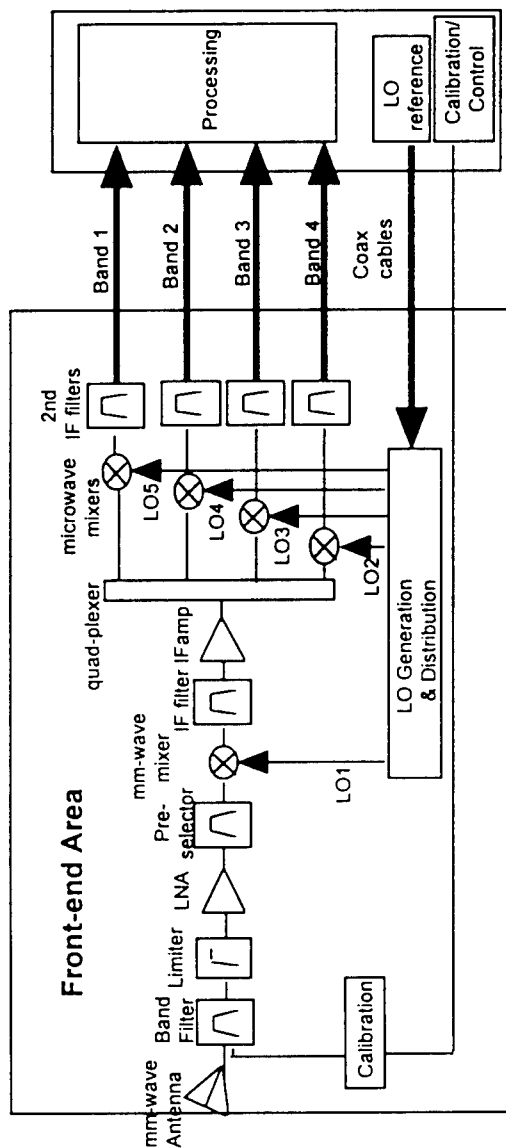 Front-end Area
mm-wave
Antenna
Band
Filter
Limiter
LNA
Pre-
selector
mm-wave
mixer
IF filter
IFamp
quad-plexer
microwave
mixers
2nd
IF filters
Band 1
Band 2
Band 3
Band 4
Processing
LO5
LO4
LO3
LO2
LO1
LO Generation
& Distribution
Coax
cables
LO
reference
Calibration/
Control
Calibration